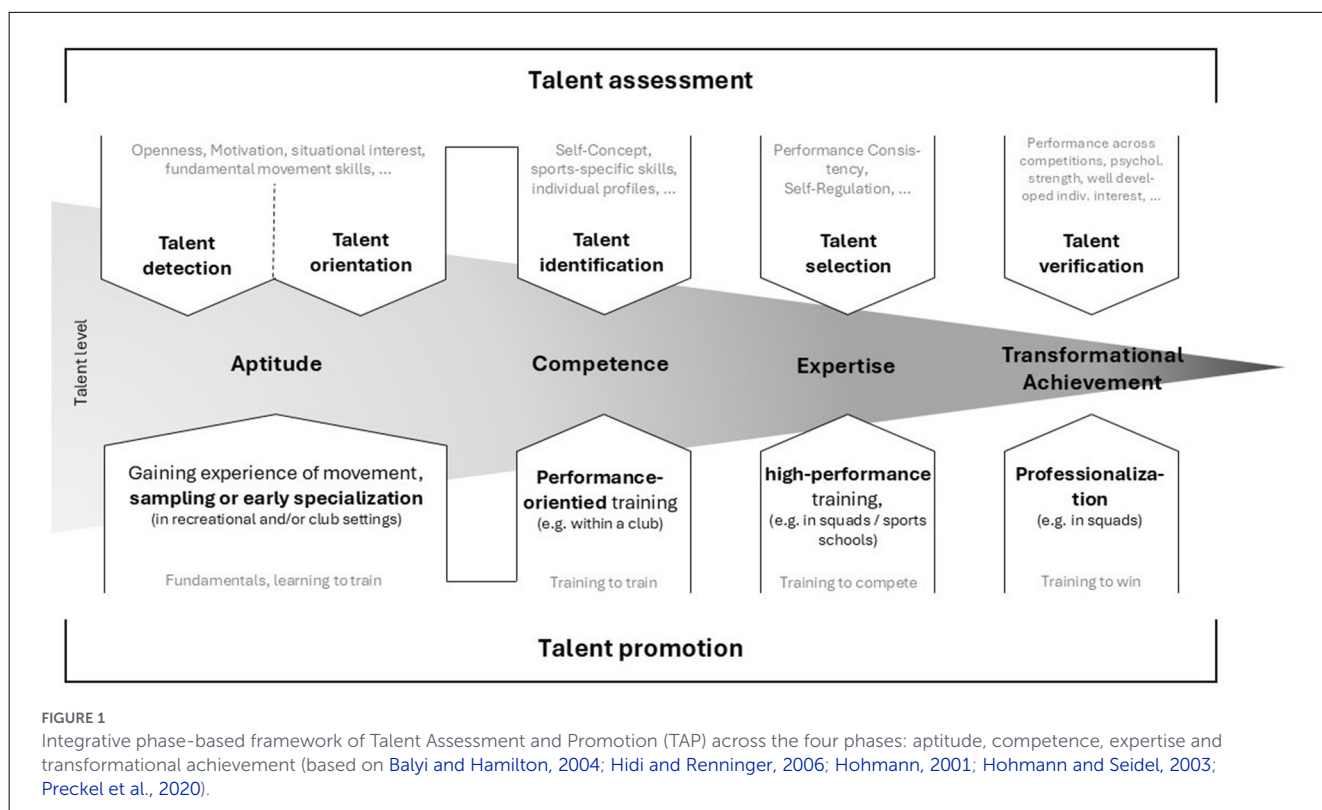 Talent assessment
Openness, Motivation, situational interest,
fundamental movement skills, ...
Talent
detection
Talent
orientation
Self-Concept,
sports-specific skills,
individual profiles, ...
Talent
identification
Performance Consis-
tency,
Self-Regulation, ...
Talent
selection
Performance across
competitions, psychol.
strength, well devel-
oped indiv. interest, ...
Talent
verification
Talent level
Aptitude
Competence
Expertise
Transformational
Achievement
Gaining experience of movement,
sampling or early specialization
(in recreational and/or club settings)
Fundamentals, learning to train
Performance-
orientied training
(e.g. within a club)
Training to train
high-performance
training,
(e.g. in squads / sports
schools)
Training to compete
Professionaliza-
tion
(e.g. in squads)
Training to win
Talent promotion
FIGURE 1
Integrative phase-based framework of Talent Assessment and Promotion (TAP) across the four phases: aptitude, competence, expertise and
transformational achievement (based on Balyi and Hamilton, 2004; Hidi and Renninger, 2006; Hohmann, 2001; Hohmann and Seidel, 2003;
Preckel et al., 2020).